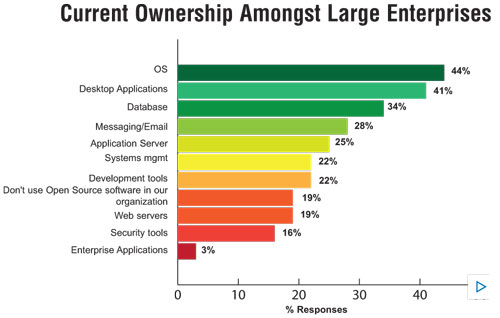 Current Ownership Amongst Large Enterprises
OS 44%
Desktop Applications 41%
Database 34%
Messaging/Email 28%
Application Server 25%
Systems mgmt 22%
Development tools 22%
Don't use Open Source software in our
organization 19%
Web servers 19%
Security tools 16%
Enterprise Applications 3%
0 10 20 30 40
% Responses